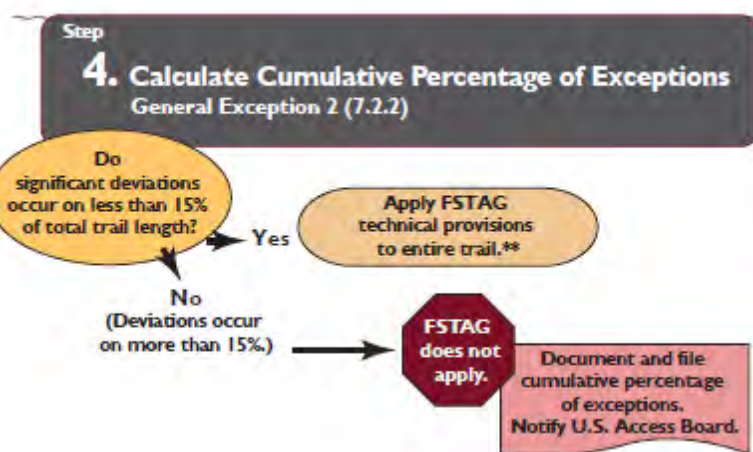 Step
4. Calculate Cumulative Percentage of Exceptions
General Exception 2 (7.2.2)
Do
significant deviations
occur on less than 15%
of total trail length?
Yes
Apply FSTAG
technical provisions
to entire trail.**
No
(Deviations occur
on more than 15%.)
FSTAG
does not
apply.
Document and file
cumulative percentage
of exceptions.
Notify U.S. Access Board.